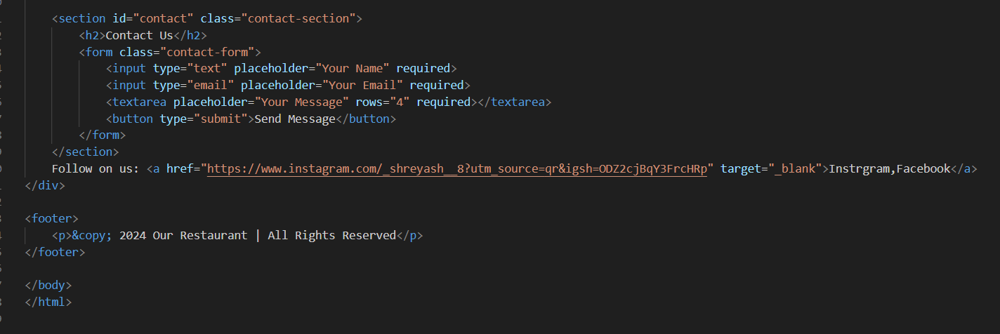 <section id="contact" class="contact-section">
<h2>Contact Us</h2>
<form class="contact-form">
<input type="text" placeholder="Your Name" required>
<input type="email" placeholder="Your Email" required>
<textarea placeholder="Your Message" rows="4" required></textarea>
<button type="submit">Send Message</button>
</form>
</section>
Follow on us: <a href="https://www.instagram.com/_shreyash__8?utm_source=qr&igsh=ODZ2cjBqY3FrcHRp" target="_blank">Instrgram,Facebook</a>
</div>
<footer>
<p>&copy; 2024 Our Restaurant | All Rights Reserved</p>
</footer>
</body>
</html>